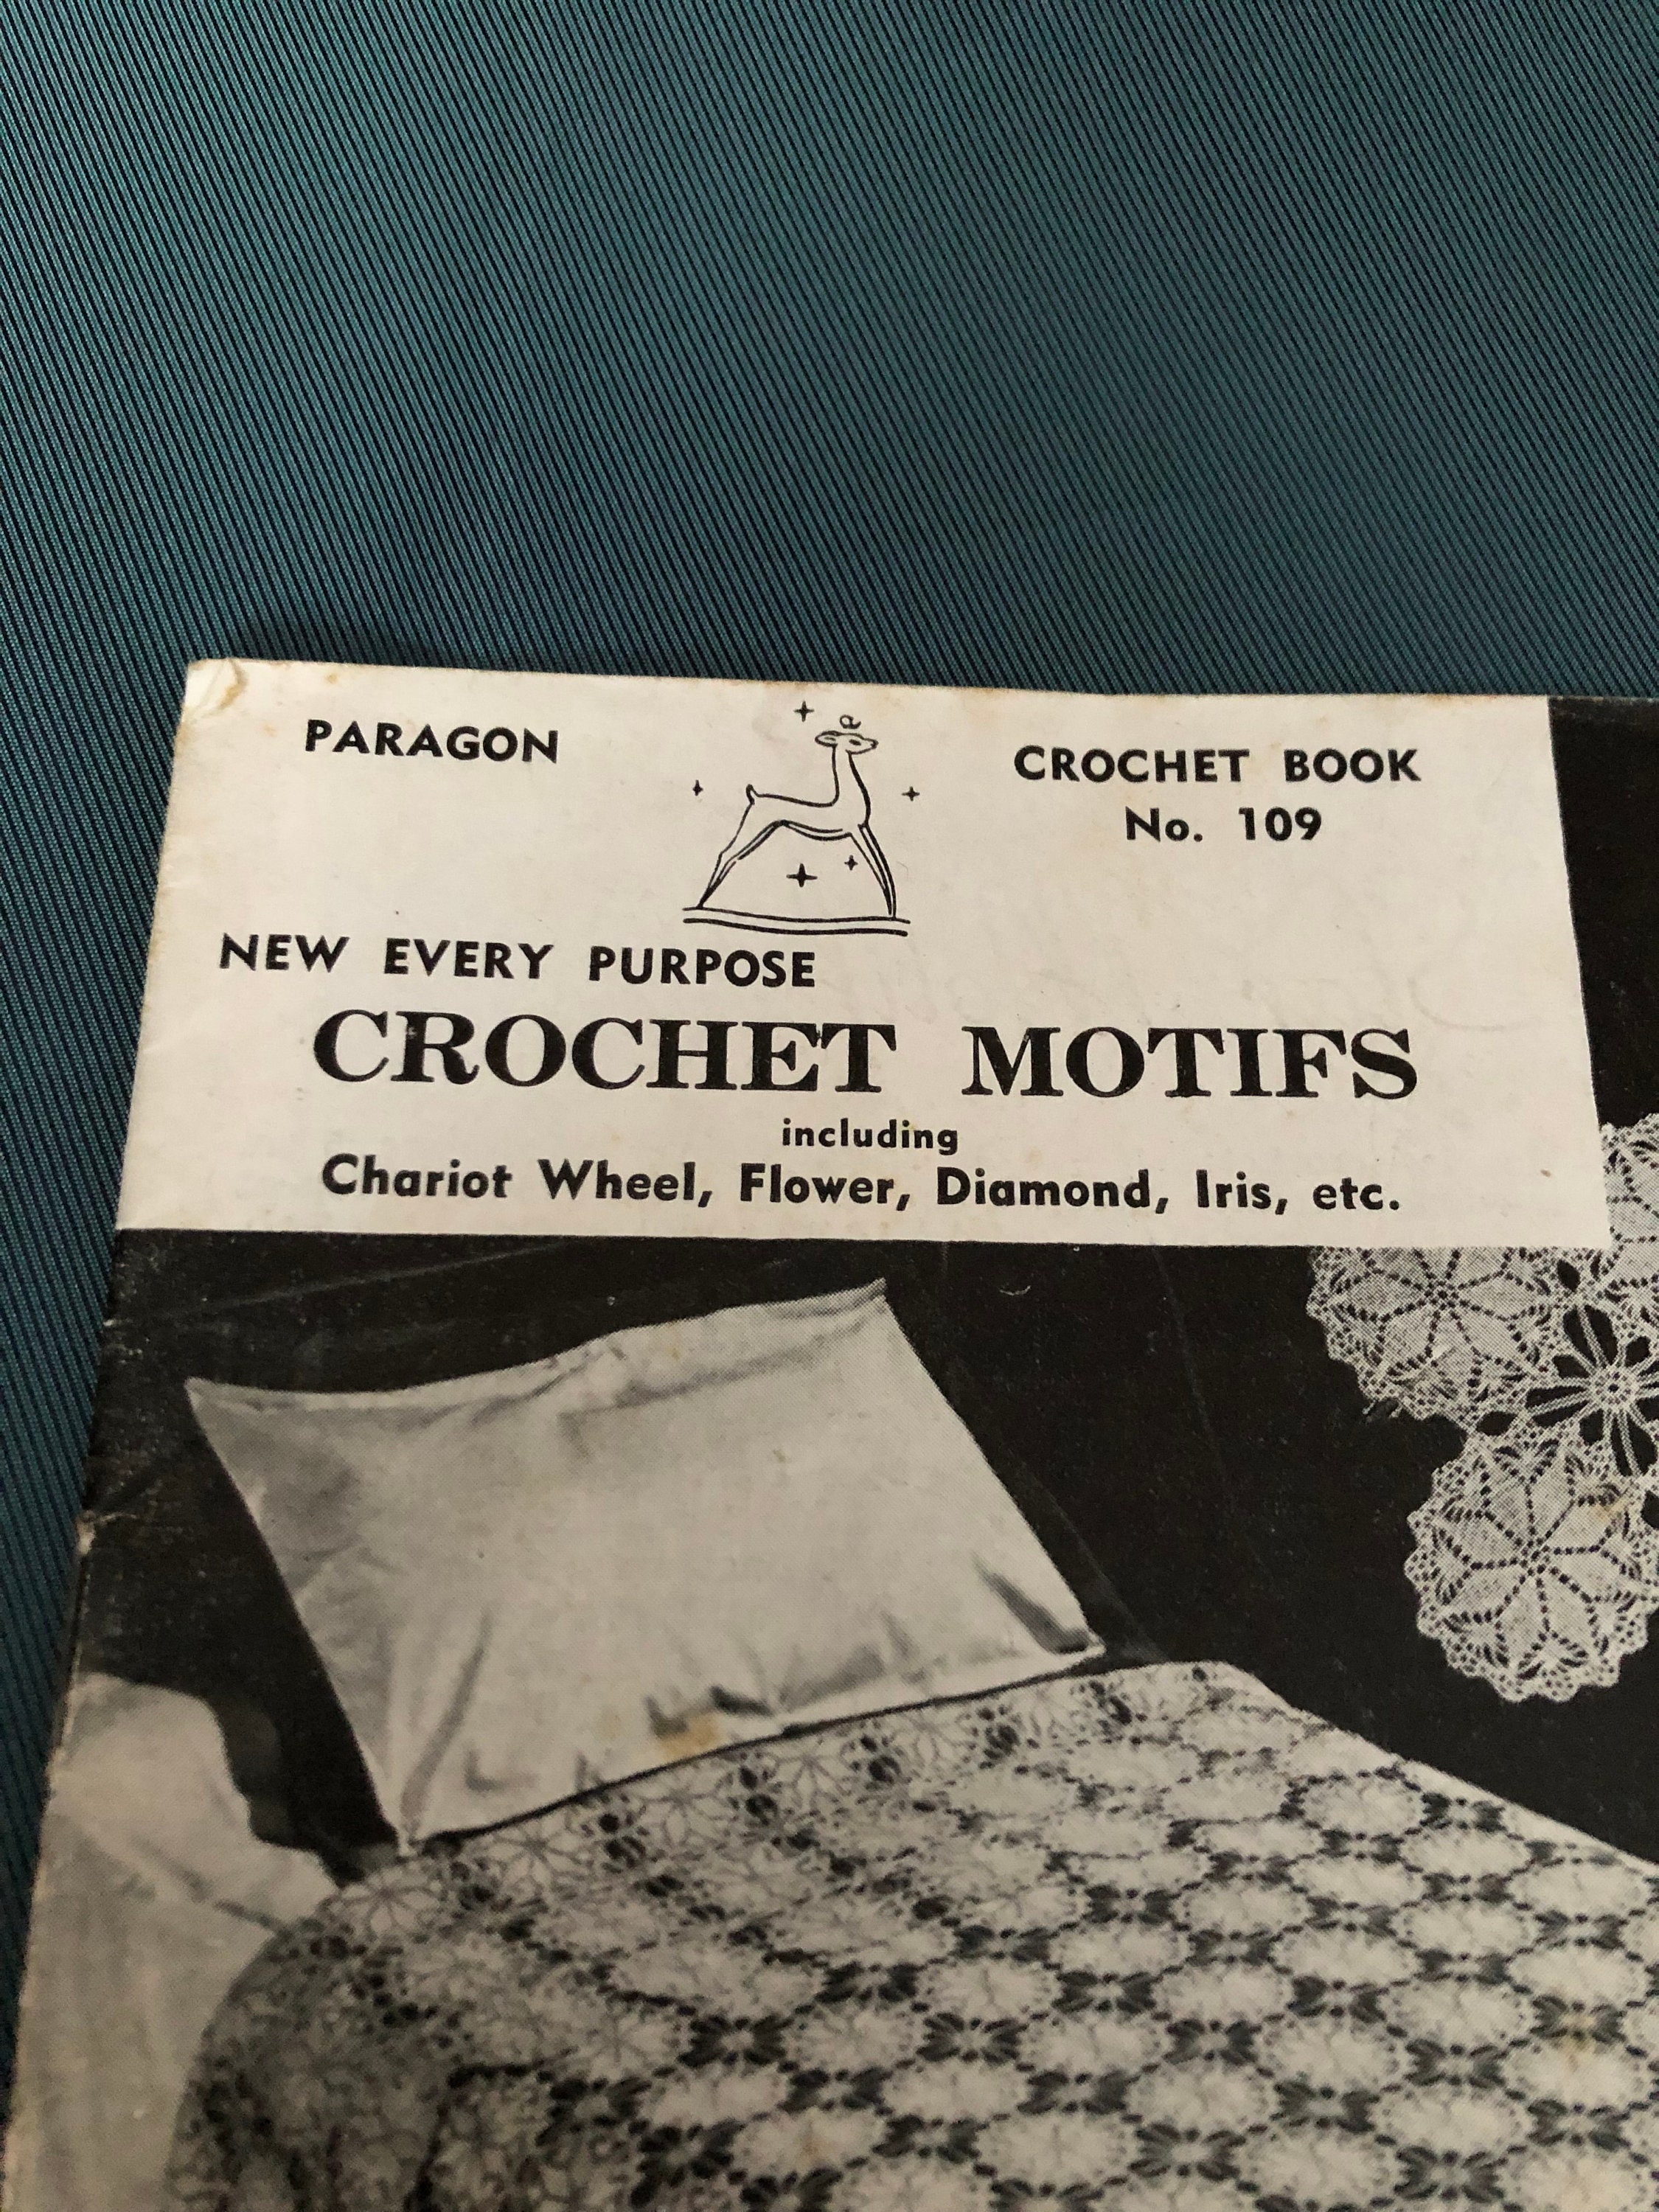 PARAGON
CROCHET BOOK
No. 109
NEW EVERY PURPOSE
CROCHET MOTIFS
including
Chariot Wheel, Flower, Diamond, Iris, etc.